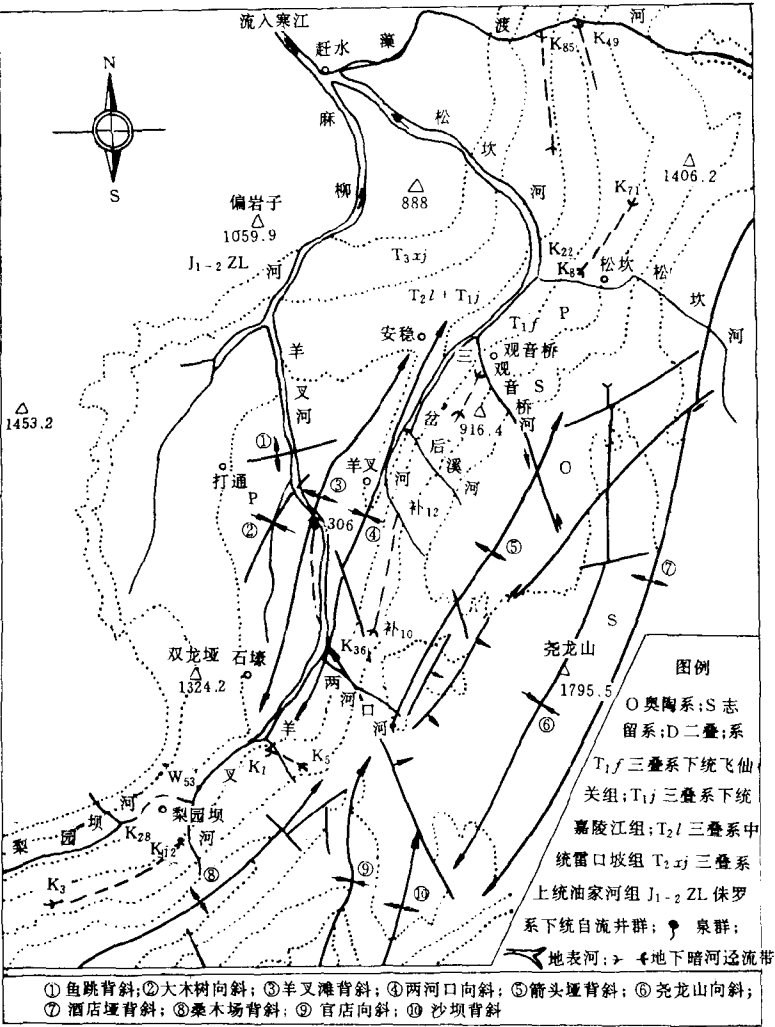 流入寒江
赶水
藻渡河
K85
K49
N
S
麻柳河
松坎河
偏岩子
1059.9
888
1406.2
K71
J1-2 ZL
T3xj
K22
K8
松坎
松坎河
T2l+T1j
P
T1f
安稳
三岔河
观音桥
观音桥河
S
916.4
羊叉河
1453.2
①
打通
P
②
③
羊叉
后溪河
O
306
④
补12
⑤
⑦
S
补10
K36
双龙垭
1324.2
石壕
两河口河
尧龙山
1795.5
⑥
羊叉河
K1
K5
W53
梨园坝河
梨园坝
K28
Kj2
K3
⑧
⑨
⑩
图例
O奥陶系;S志
留系;D二叠;系
T1f三叠系下统飞仙
关组;T1j三叠系下统
嘉陵江组;T2l三叠系中
统雷口坡组T2xj三叠系
上统油家河组J1-2 ZL侏罗
系下统自流井群; 泉群;
地表河; 地下暗河迳流带
①鱼跳背斜;②大木树向斜;③羊叉滩背斜;④两河口向斜;⑤箭头垭背斜;⑥尧龙山向斜;
⑦酒店垭背斜;⑧桑木场背斜;⑨官店向斜;⑩沙坝背斜